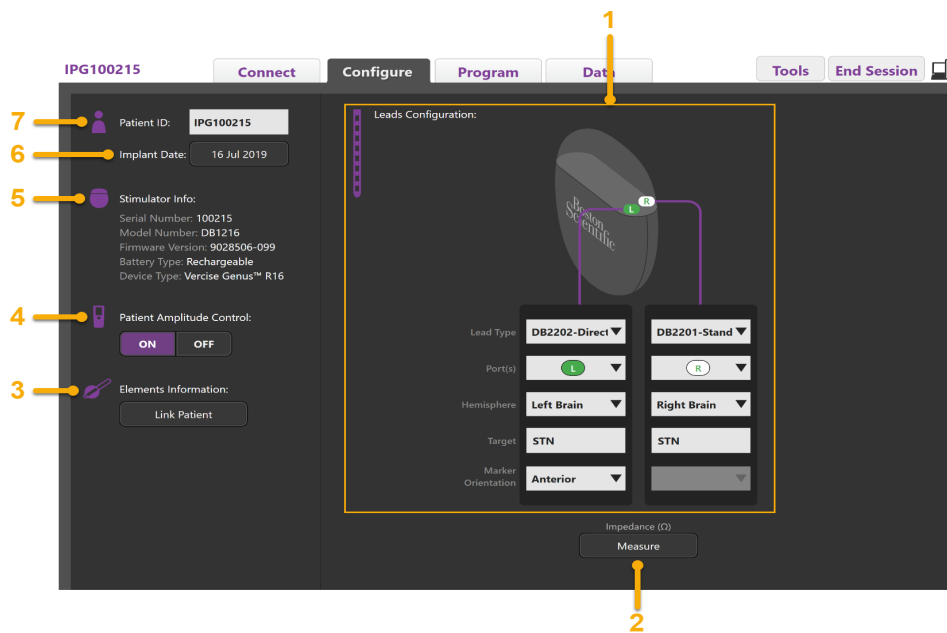 1
IPG100215
Connect
Configure
Program
Data
Tools
End Session
7
Patient ID:
IPG100215
6
Implant Date:
16 Jul 2019
5
Stimulator Info:
Serial Number: 100215
Model Number: DB1216
Firmware Version: 9028506-099
Battery Type: Rechargeable
Device Type: Vercise Genus™ R16
4
Patient Amplitude Control:
ON
OFF
3
Elements Information:
Link Patient
Leads Configuration:
L
R
Boston
Scientific
Lead Type
DB2202-Direct
DB2201-Stand
Port(s)
L
R
Hemisphere
Left Brain
Right Brain
Target
STN
STN
Marker
Orientation
Anterior
Impedance (Ω)
Measure
2